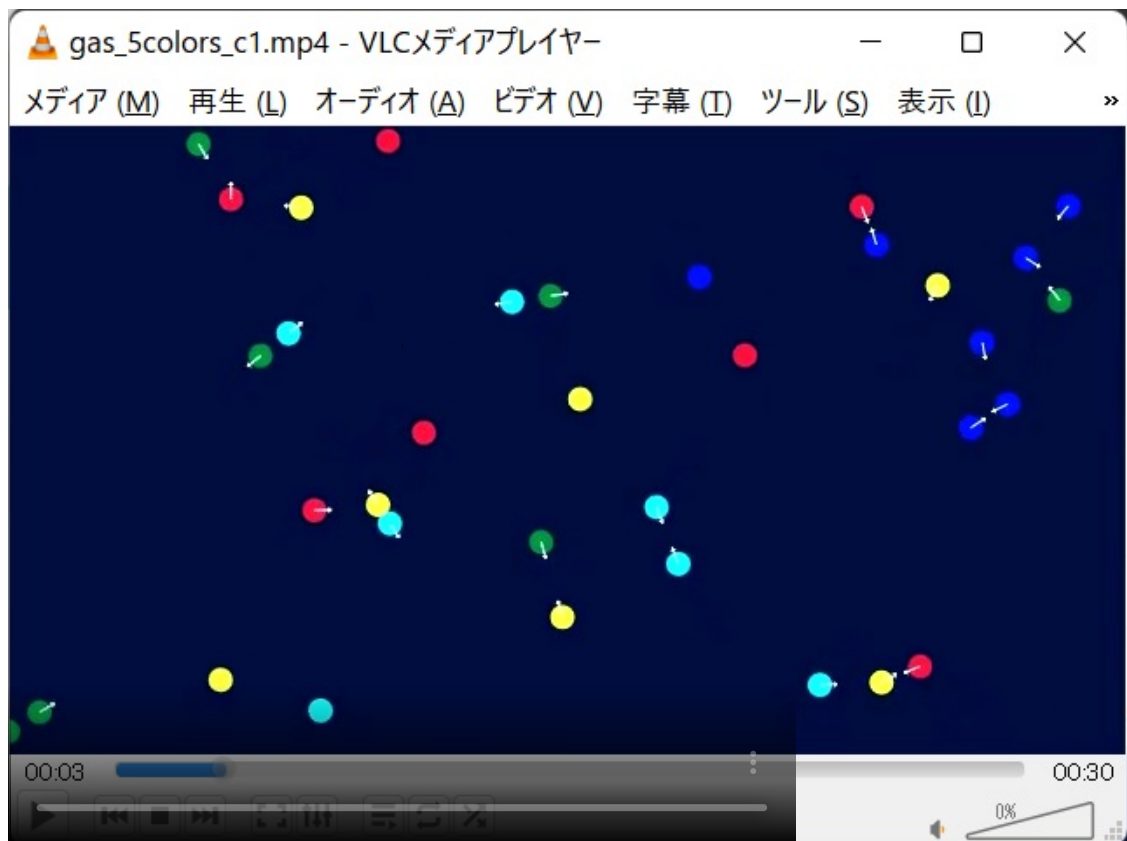 gas_5colors_c1.mp4 - VLCメディアプレイヤー
メディア (M) 再生 (L) オーディオ (A) ビデオ (V) 字幕 (T) ツール (S) 表示 (I) »
00:03 00:30
0%